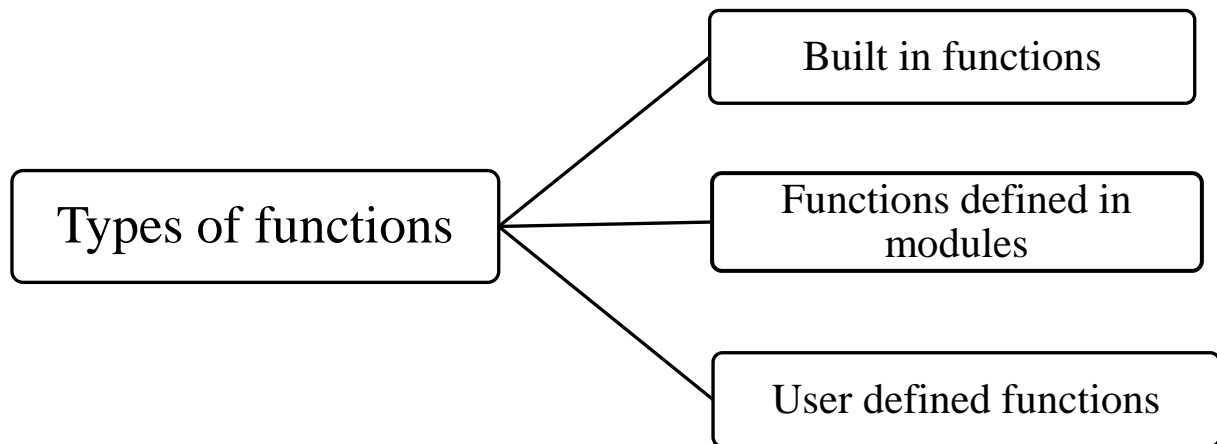 Types of functions
Built in functions
Functions defined in
modules
User defined functions